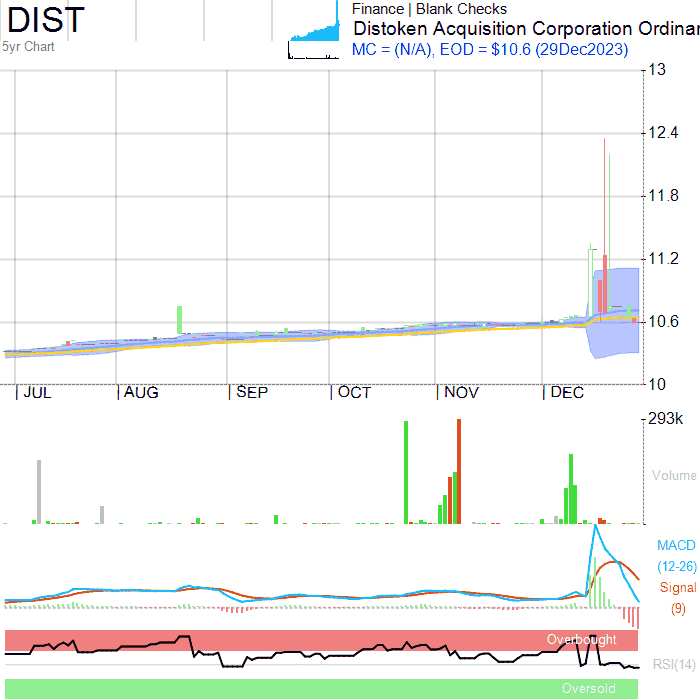 DIST
5yr Chart
Finance | Blank Checks
Distoken Acquisition Corporation Ordinar
MC = (N/A), EOD = $10.6 (29Dec2023)
13
12.4
11.8
11.2
10.6
10
JUL AUG SEP OCT NOV DEC
293k
Volume
MACD
(12-26)
Signal
(9)
Overbought
RSI(14)
Oversold